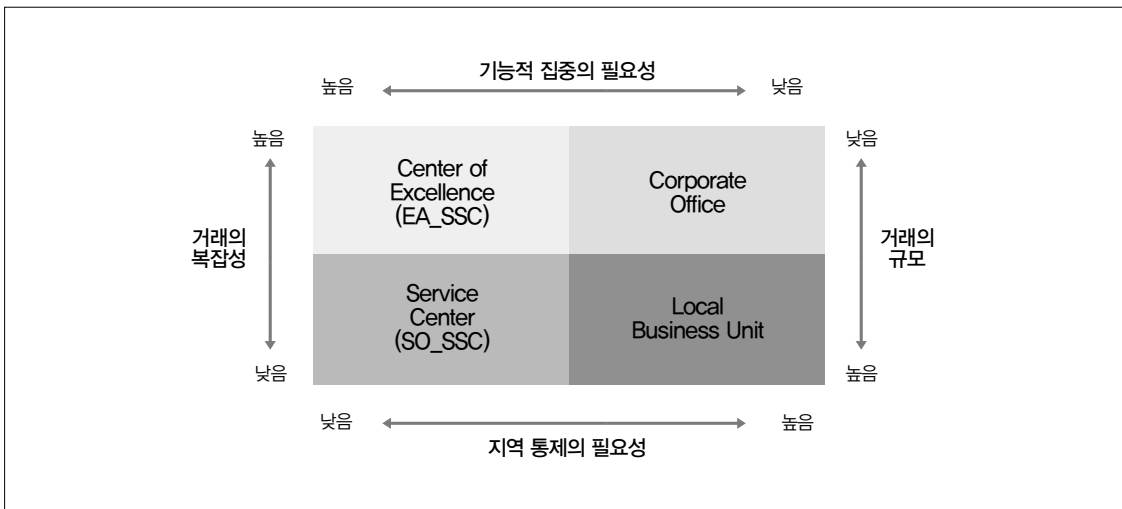 기능적 집중의 필요성
높음
낮음
높음
낮음
Center of
Excellence
(EA_SSC)
Corporate
Office
거래의
복잡성
거래의
규모
Service
Center
(SO_SSC)
Local
Business Unit
낮음
높음
낮음
높음
지역 통제의 필요성